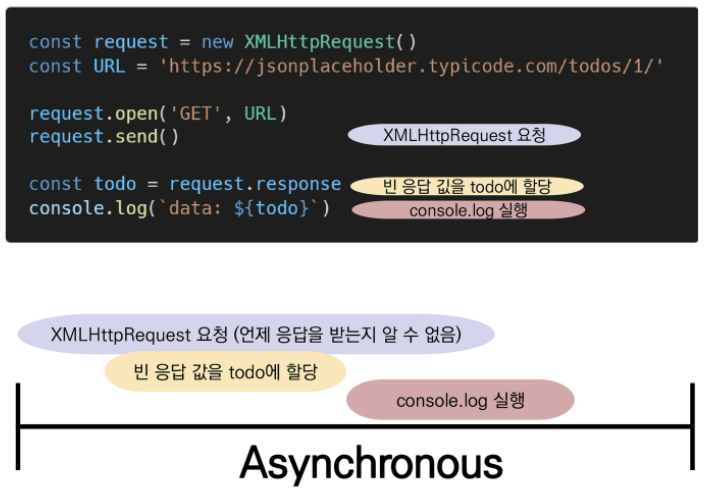 const request = new XMLHttpRequest()
const URL = 'https://jsonplaceholder.typicode.com/todos/1/'
request.open('GET', URL)
request.send()
XMLHttpRequest 요청
const todo = request.response
빈 응답 값을 todo에 할당
console.log(`data: ${todo}`)
console.log 실행
XMLHttpRequest 요청 (언제 응답을 받는지 알 수 없음)
빈 응답 값을 todo에 할당
console.log 실행
Asynchronous